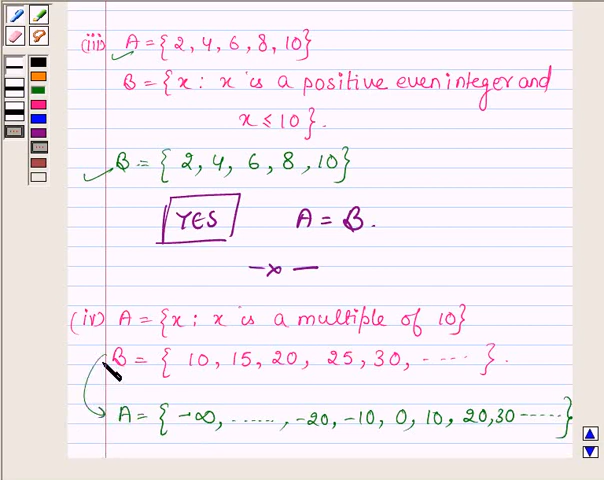 (iii) A = { 2, 4, 6, 8, 10 }
B = { x : x is a positive even integer and
x ≤ 10 }.
B = { 2, 4, 6, 8, 10 }
YES A = B.
(iv) A = { x : x is a multiple of 10 }
B = { 10, 15, 20, 25, 30, ----- }.
A = { -∞, ......, -20, -10, 0, 10, 20, 30 ------ }